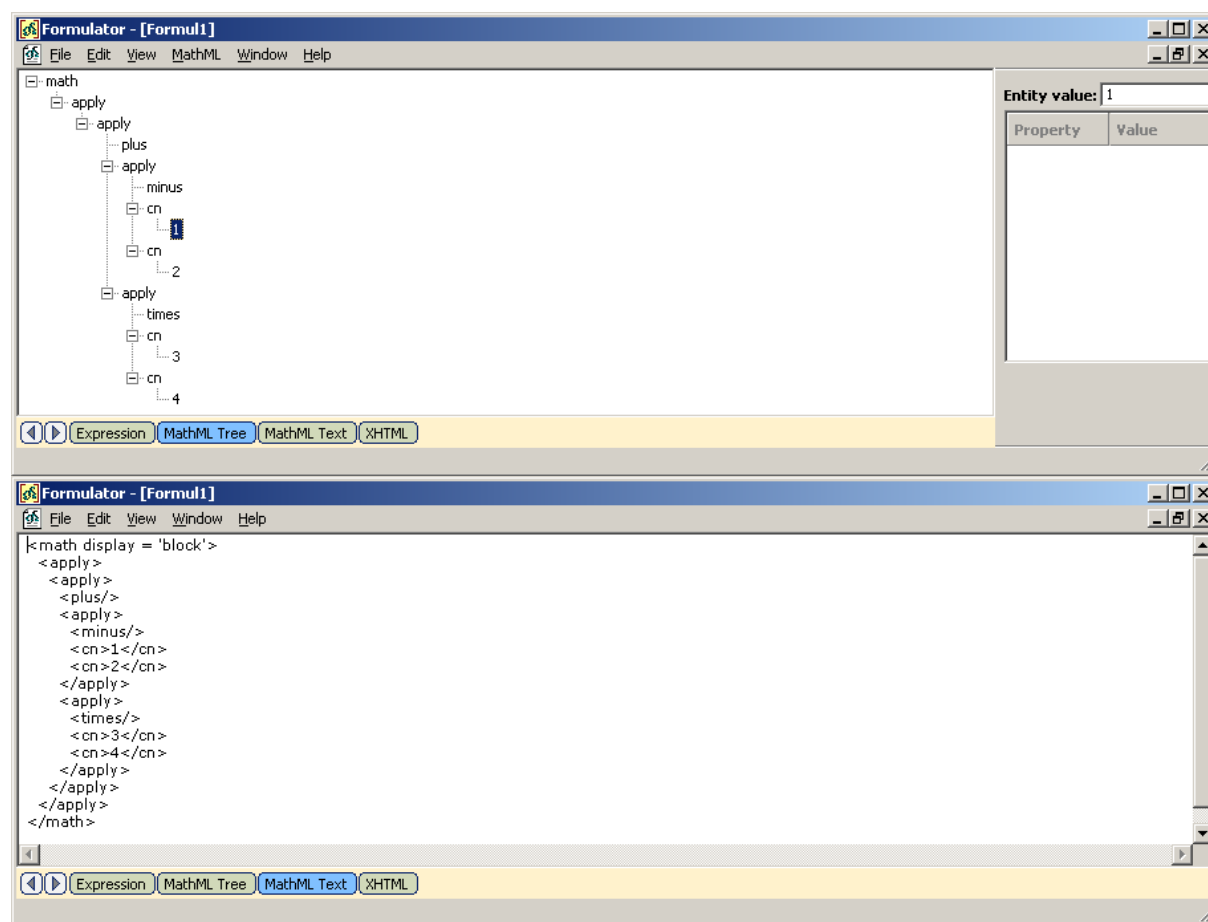 Formulator - [Formul1]
File Edit View MathML Window Help
math
apply
apply
plus
apply
minus
cn
1
cn
2
apply
times
cn
3
cn
4
Entity value: 1
Property Value
Expression MathML Tree MathML Text XHTML
Formulator - [Formul1]
File Edit View Window Help
<math display = 'block'>
<apply>
<apply>
<plus/>
<apply>
<minus/>
<cn>1</cn>
<cn>2</cn>
</apply>
<apply>
<times/>
<cn>3</cn>
<cn>4</cn>
</apply>
</apply>
</apply>
</math>
Expression MathML Tree MathML Text XHTML